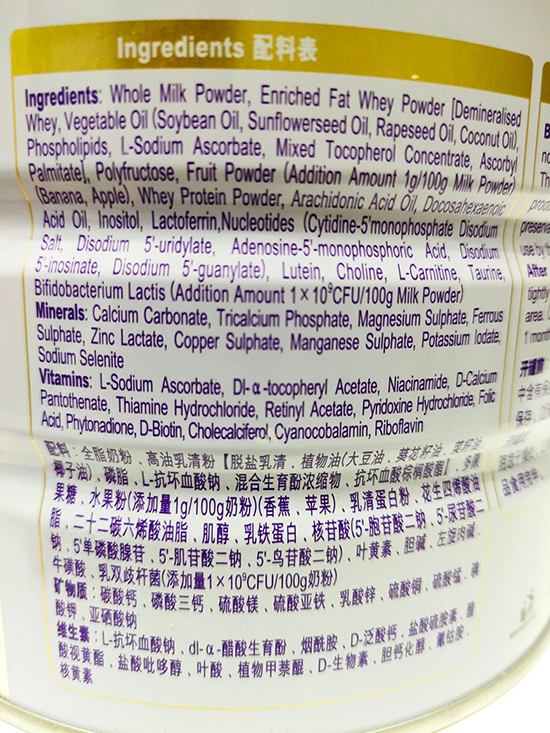 Ingredients 配料表
Ingredients: Whole Milk Powder, Enriched Fat Whey Powder [Demineralised
Whey, Vegetable Oil (Soybean Oil, Sunflowerseed Oil, Rapeseed Oil, Coconut Oil),
Phospholipids, L-Sodium Ascorbate, Mixed Tocopherol Concentrate, Ascorbyl
Palmitate], Polyfructose, Fruit Powder (Addition Amount 1g/100g Milk Powder)
(Banana, Apple), Whey Protein Powder, Arachidonic Acid Oil, Docosahexaenoic
Acid Oil, Inositol, Lactoferrin,Nucleotides (Cytidine-5'monophosphate Disodium
Salt, Disodium 5'-uridylate, Adenosine-5'-monophosphoric Acid, Disodium
5'-inosinate, Disodium 5'-guanylate), Lutein, Choline, L-Carnitine, Taurine,
Bifidobacterium Lactis (Addition Amount 1×10⁹CFU/100g Milk Powder)
Minerals: Calcium Carbonate, Tricalcium Phosphate, Magnesium Sulphate, Ferrous
Sulphate, Zinc Lactate, Copper Sulphate, Manganese Sulphate, Potassium Iodate,
Sodium Selenite
Vitamins: L-Sodium Ascorbate, Dl-α-tocopheryl Acetate, Niacinamide, D-Calcium
Pantothenate, Thiamine Hydrochloride, Retinyl Acetate, Pyridoxine Hydrochloride, Folic
Acid, Phytonadione, D-Biotin, Cholecalciferol, Cyanocobalamin, Riboflavin
配料: 全脂奶粉、高油乳清粉【脱盐乳清、植物油(大豆油、葵花籽油、菜籽油、
椰子油)、磷脂、L-抗坏血酸钠、混合生育酚浓缩物、抗坏血酸棕榈酸酯】、多聚
果糖、水果粉(添加量1g/100g奶粉)(香蕉、苹果)、乳清蛋白粉、花生四烯酸油
脂、二十二碳六烯酸油脂、肌醇、乳铁蛋白、核苷酸(5'-胞苷酸二钠、5'-尿苷酸二
钠、5'单磷酸腺苷、5'-肌苷酸二钠、5'-鸟苷酸二钠)、叶黄素、胆碱、左旋肉碱、
牛磺酸、乳双歧杆菌(添加量1×10⁹CFU/100g奶粉)
矿物质: 碳酸钙、磷酸三钙、硫酸镁、硫酸亚铁、乳酸锌、硫酸铜、硫酸锰、碘
酸钾、亚硒酸钠
维生素: L-抗坏血酸钠、dl-α-醋酸生育酚、烟酰胺、D-泛酸钙、盐酸硫胺素、醋
酸视黄酯、盐酸吡哆醇、叶酸、植物甲萘醌、D-生物素、胆钙化醇、氰钴胺、
核黄素
use by th
After
tightly
area.
1 month
开罐前